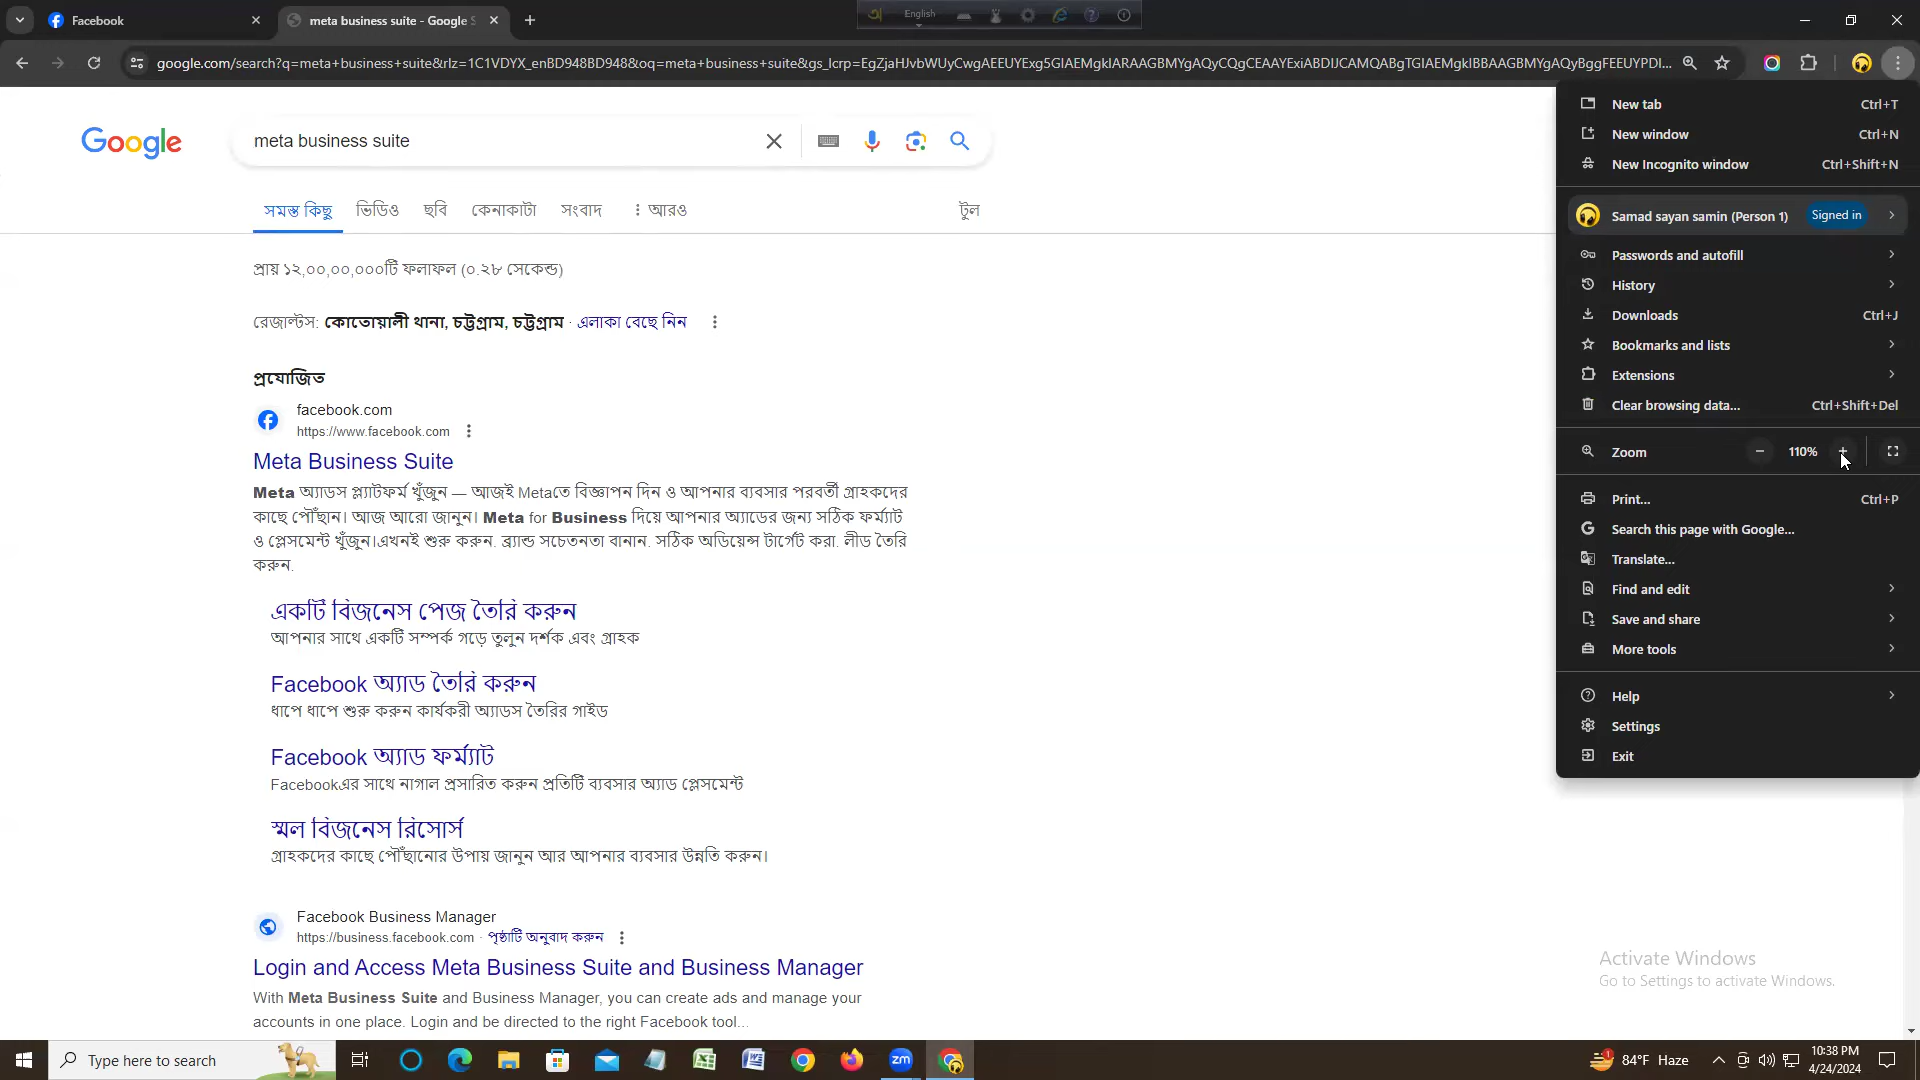 Facebook
meta business suite - Google S
English
google.com/search?q=meta+business+suite&rlz=1C1VDYX_enBD948BD948&oq=meta+business+suite&gs_lcrp=EgZjaHJvbWUyCwgAEEUYExg5GIAEMgkIARAAGBMYgAQyCQgCEAAYExiABDIJCAMQABgTGIAEMgkIBBAAGBMYgAQyBggFEEUYPDI...
Google
meta business suite
সমস্ত কিছু
ভিডিও
ছবি
কেনাকাটা
সংবাদ
আরও
টুল
প্রায় ১২,০০,০০,০০০টি ফলাফল (০.২৮ সেকেন্ড)
রেজাল্টস: কোতোয়ালী থানা, চট্টগ্রাম, চট্টগ্রাম · এলাকা বেছে নিন
প্রযোজিত
facebook.com
https://www.facebook.com
Meta Business Suite
Meta অ্যাডস প্ল্যাটফর্ম খুঁজুন — আজই Metaতে বিজ্ঞাপন দিন ও আপনার ব্যবসার পরবর্তী গ্রাহকদের
কাছে পৌঁছান। আজ আরো জানুন। Meta for Business দিয়ে আপনার অ্যাডের জন্য সঠিক ফর্ম্যাট
ও প্লেসমেন্ট খুঁজুন।এখনই শুরু করুন. ব্র্যান্ড সচেতনতা বানান. সঠিক অডিয়েন্স টার্গেট করা. লীড তৈরি
করুন.
একটি বিজনেস পেজ তৈরি করুন
আপনার সাথে একটি সম্পর্ক গড়ে তুলুন দর্শক এবং গ্রাহক
Facebook অ্যাড তৈরি করুন
ধাপে ধাপে শুরু করুন কার্যকরী অ্যাডস তৈরির গাইড
Facebook অ্যাড ফর্ম্যাট
Facebookএর সাথে নাগাল প্রসারিত করুন প্রতিটি ব্যবসার অ্যাড প্লেসমেন্ট
স্মল বিজনেস রিসোর্স
গ্রাহকদের কাছে পৌঁছানোর উপায় জানুন আর আপনার ব্যবসার উন্নতি করুন।
Facebook Business Manager
https://business.facebook.com · পৃষ্ঠাটি অনুবাদ করুন
Login and Access Meta Business Suite and Business Manager
With Meta Business Suite and Business Manager, you can create ads and manage your
accounts in one place. Login and be directed to the right Facebook tool...
New tab Ctrl+T
New window Ctrl+N
New Incognito window Ctrl+Shift+N
Samad sayan samin (Person 1) Signed in
Passwords and autofill
History
Downloads Ctrl+J
Bookmarks and lists
Extensions
Clear browsing data... Ctrl+Shift+Del
Zoom − 110% +
Print... Ctrl+P
Search this page with Google...
Translate...
Find and edit
Save and share
More tools
Help
Settings
Exit
Activate Windows
Go to Settings to activate Windows.
Type here to search
zm
1
84°F Haze
10:38 PM
4/24/2024